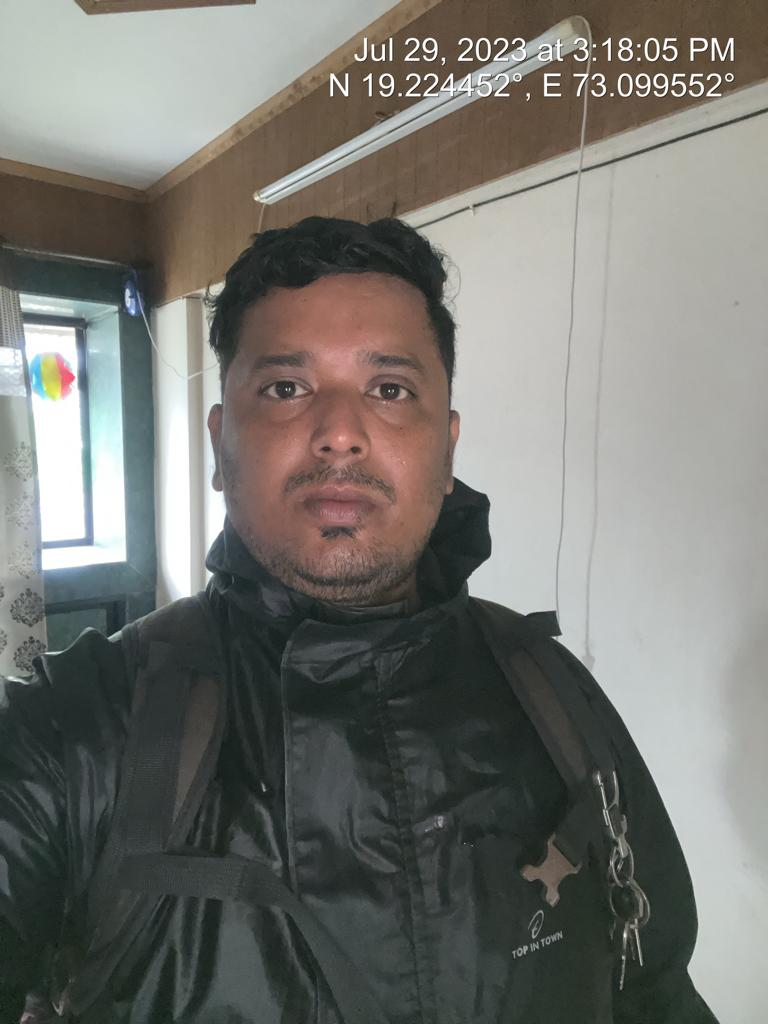 Jul 29, 2023 at 3:18:05 PM
N 19.224452°, E 73.099552°
TOP IN TOWN